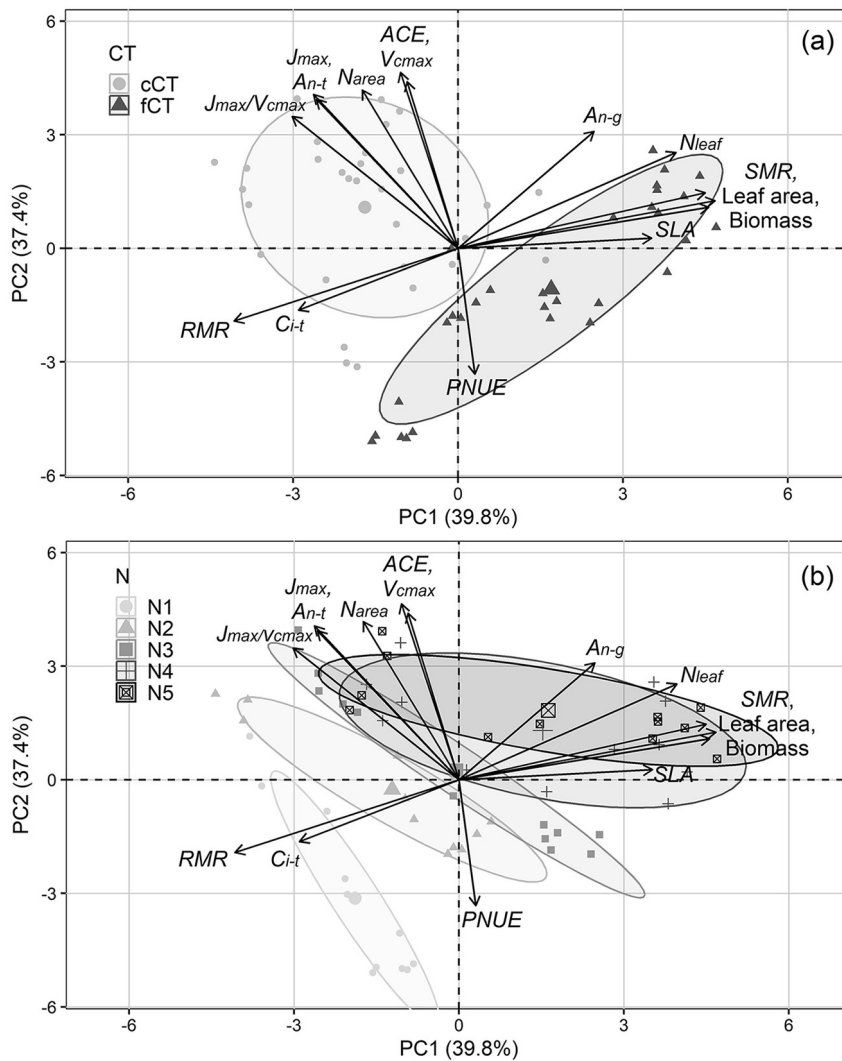 (a)
CT
cCT
fCT
ACE,
Vcmax
Jmax,
An-t
Narea
Jmax/Vcmax
An-g
Nleaf
SMR,
Leaf area,
Biomass
SLA
RMR
Ci-t
PNUE
6
3
0
-3
-6
PC2 (37.4%)
-6 -3 0 3 6
PC1 (39.8%)
(b)
N
N1
N2
N3
N4
N5
ACE,
Vcmax
Jmax,
An-t
Narea
Jmax/Vcmax
An-g
Nleaf
SMR,
Leaf area,
Biomass
SLA
RMR
Ci-t
PNUE
6
3
0
-3
-6
PC2 (37.4%)
-6 -3 0 3 6
PC1 (39.8%)